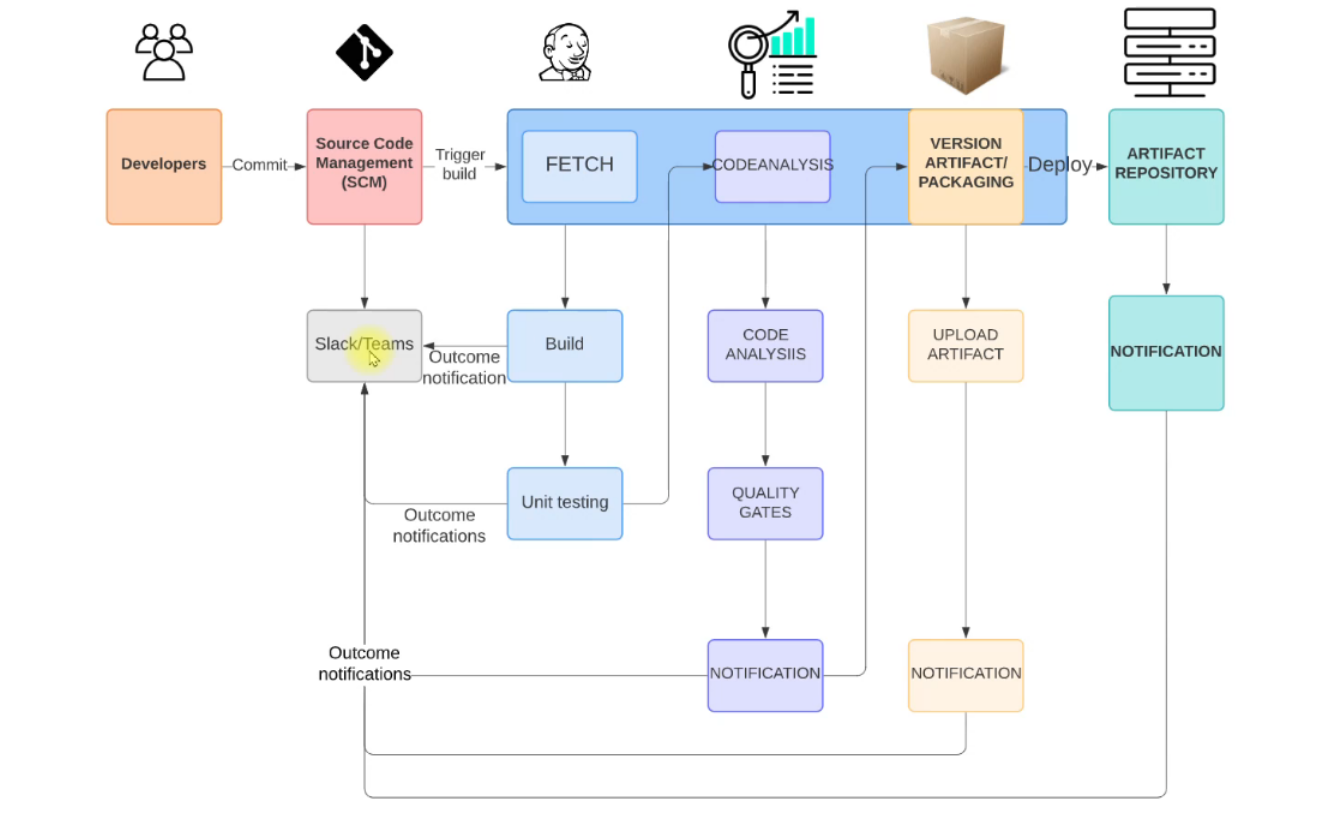 Developers
Commit
Source Code
Management
(SCM)
Trigger
build
FETCH
CODEANALYSIS
VERSION
ARTIFACT/
PACKAGING
Deploy
ARTIFACT
REPOSITORY
Slack/Teams
Outcome
notification
Build
CODE
ANALYSIIS
UPLOAD
ARTIFACT
NOTIFICATION
Unit testing
Outcome
notifications
QUALITY
GATES
Outcome
notifications
NOTIFICATION
NOTIFICATION